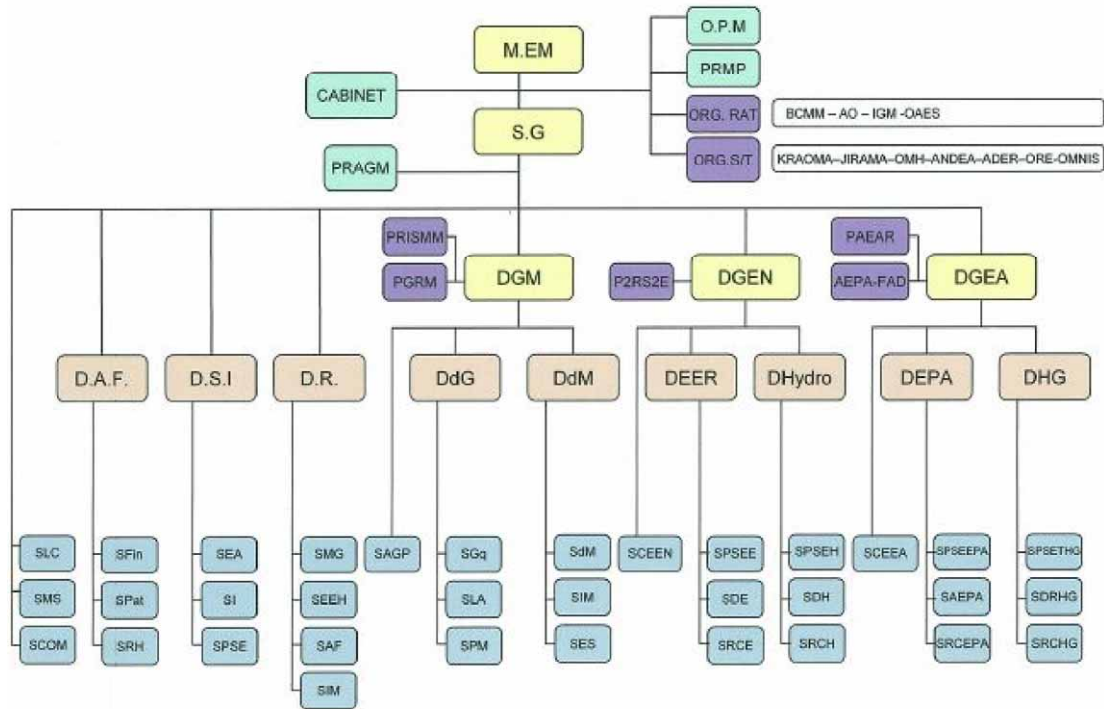 O.P.M
M.EM
PRMP
CABINET
ORG. RAT
BCMM – AO – IGM -OAES
S.G
ORG.S/T
KRAOMA–JIRAMA–OMH–ANDEA–ADER–ORE-OMNIS
PRAGM
PRISMM
PAEAR
PGRM
DGM
P2RS2E
DGEN
AEPA-FAD
DGEA
D.A.F.
D.S.I
D.R.
DdG
DdM
DEER
DHydro
DEPA
DHG
SLC
SFin
SEA
SMG
SAGP
SGq
SdM
SCEEN
SPSEE
SPSEH
SCEEA
SPSEEPA
SPSETHG
SMS
SPat
SI
SEEH
SLA
SIM
SDE
SDH
SAEPA
SDRHG
SCOM
SRH
SPSE
SAF
SPM
SES
SRCE
SRCH
SRCEPA
SRCHG
SIM